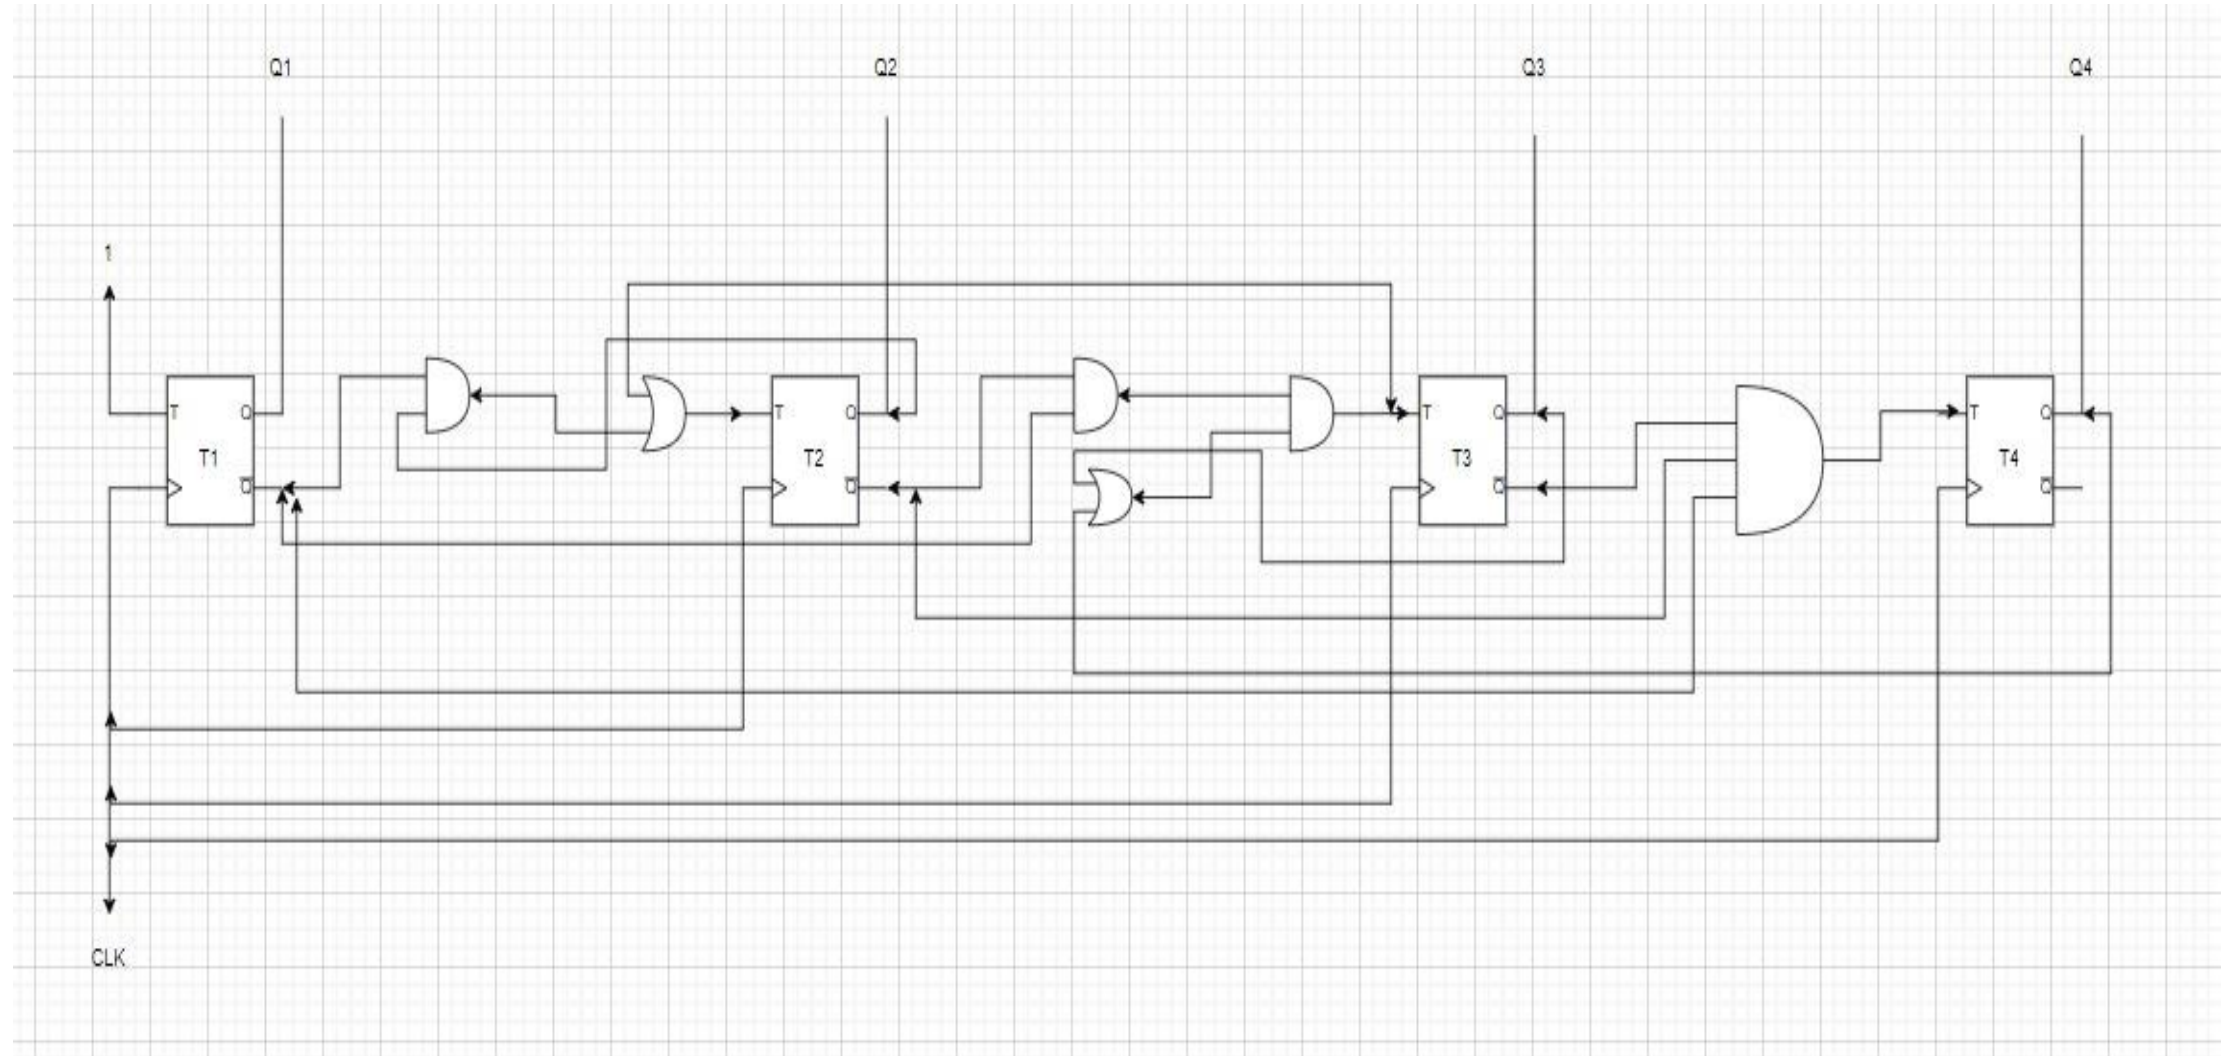 Q1 Q2 Q3 Q4
1
T Q T Q T Q T Q
T1 T2 T3 T4
Q̅ Q̅ Q̅ Q̅
CLK